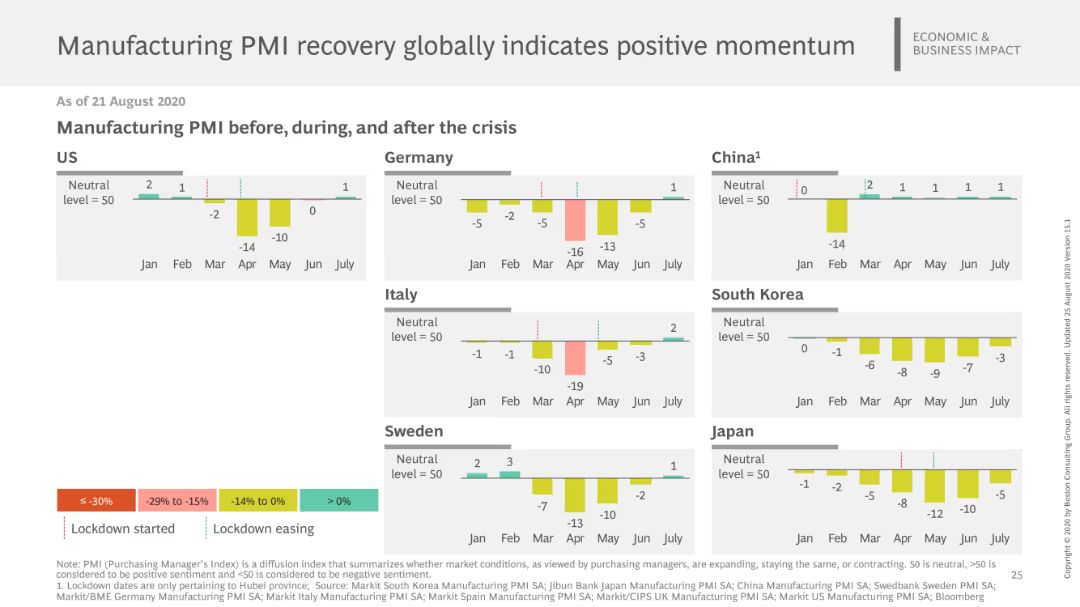 Manufacturing PMI recovery globally indicates positive momentum
ECONOMIC &
BUSINESS IMPACT
As of 21 August 2020
Manufacturing PMI before, during, and after the crisis
US
Neutral
level = 50
2
1
-2
-14
-10
0
1
Jan Feb Mar Apr May Jun July
Germany
Neutral
level = 50
-5
-2
-5
-16
-13
-5
1
Jan Feb Mar Apr May Jun July
China¹
Neutral
level = 50
0
-14
2
1
1
1
1
Jan Feb Mar Apr May Jun July
Italy
Neutral
level = 50
-1
-1
-10
-19
-5
-3
2
Jan Feb Mar Apr May Jun July
South Korea
Neutral
level = 50
0
-1
-6
-8
-9
-7
-3
Jan Feb Mar Apr May Jun July
Sweden
Neutral
level = 50
2
3
-7
-13
-10
-2
1
Jan Feb Mar Apr May Jun July
Japan
Neutral
level = 50
-1
-2
-5
-8
-12
-10
-5
Jan Feb Mar Apr May Jun July
≤ -30%
-29% to -15%
-14% to 0%
> 0%
Lockdown started
Lockdown easing
Note: PMI (Purchasing Manager's Index) is a diffusion index that summarizes whether market conditions, as viewed by purchasing managers, are expanding, staying the same, or contracting. 50 is neutral, >50 is
considered to be positive sentiment and <50 is considered to be negative sentiment.
1. Lockdown dates are only pertaining to Hubei province; Source: Markit South Korea Manufacturing PMI SA; Jibun Bank Japan Manufacturing PMI SA; China Manufacturing PMI SA; Swedbank Sweden PMI SA;
Markit/BME Germany Manufacturing PMI SA; Markit Italy Manufacturing PMI SA; Markit Spain Manufacturing PMI SA; Markit/CIPS UK Manufacturing PMI SA; Markit US Manufacturing PMI SA; Bloomberg
25
Copyright © 2020 by Boston Consulting Group. All rights reserved. Updated 25 August 2020 Version 15.1